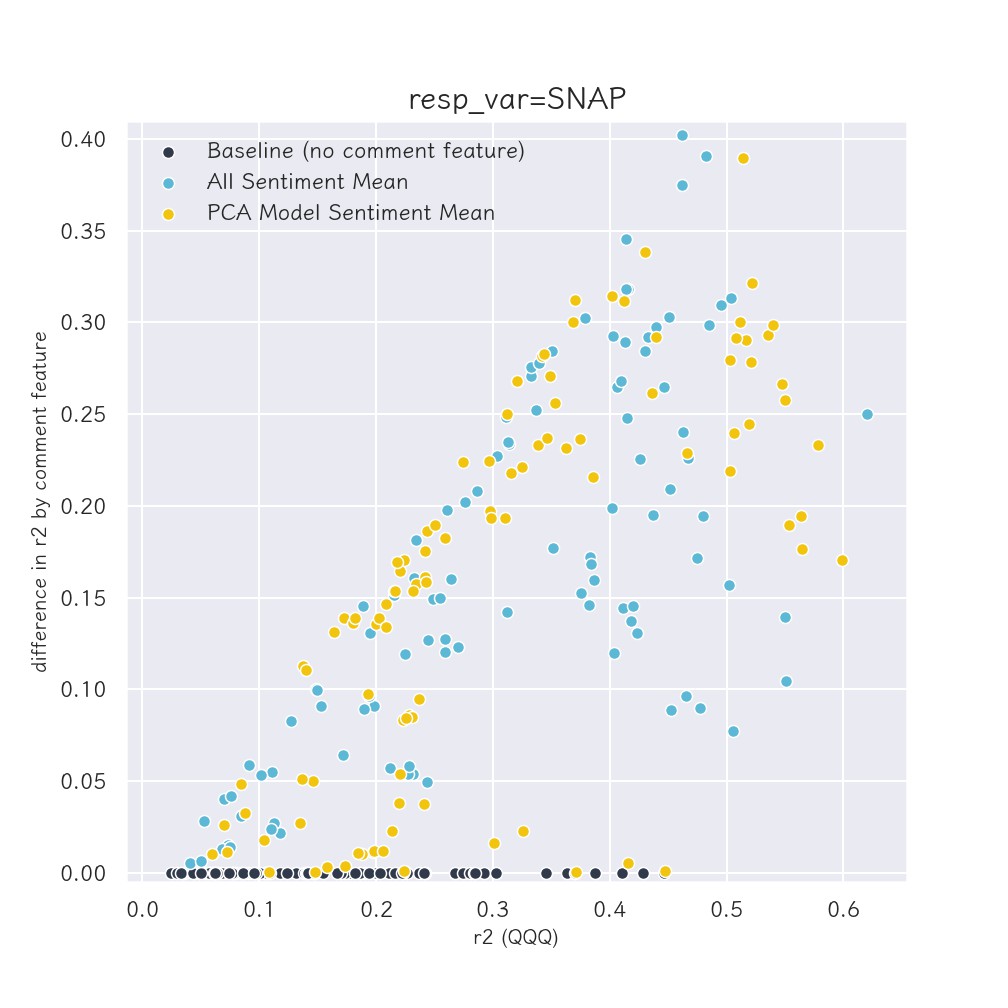 resp_var=SNAP
Baseline (no comment feature)
All Sentiment Mean
PCA Model Sentiment Mean
difference in r2 by comment feature
0.40
0.35
0.30
0.25
0.20
0.15
0.10
0.05
0.00
0.0 0.1 0.2 0.3 0.4 0.5 0.6
r2 (QQQ)